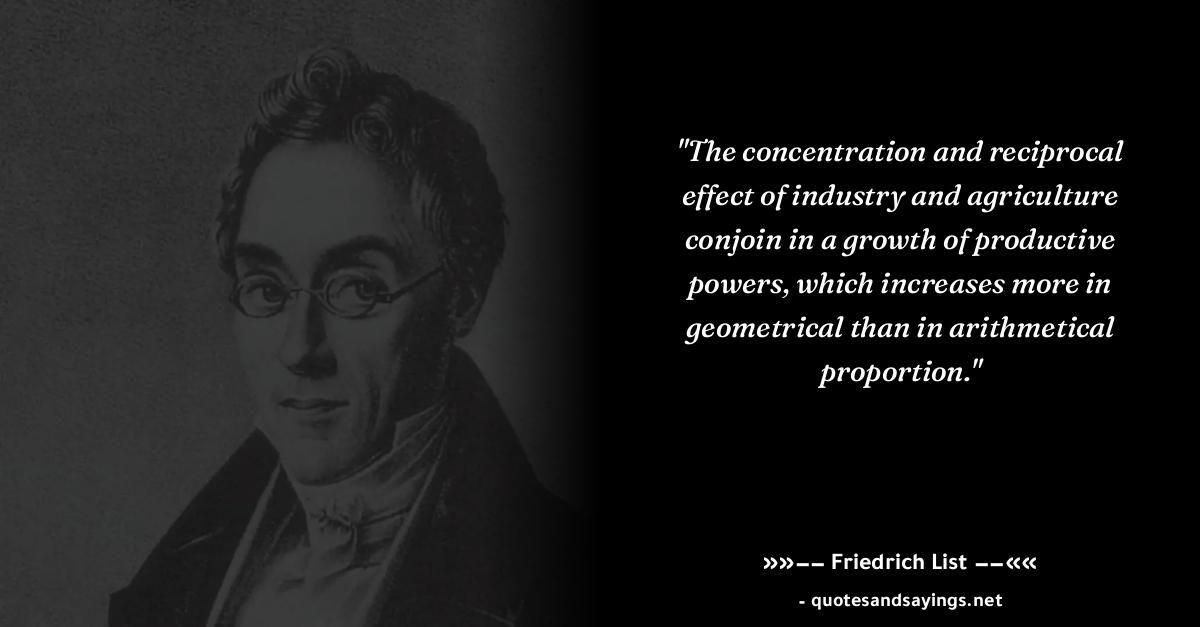 "The concentration and reciprocal
effect of industry and agriculture
conjoin in a growth of productive
powers, which increases more in
geometrical than in arithmetical
proportion."
»»−− Friedrich List −−««
- quotesandsayings.net